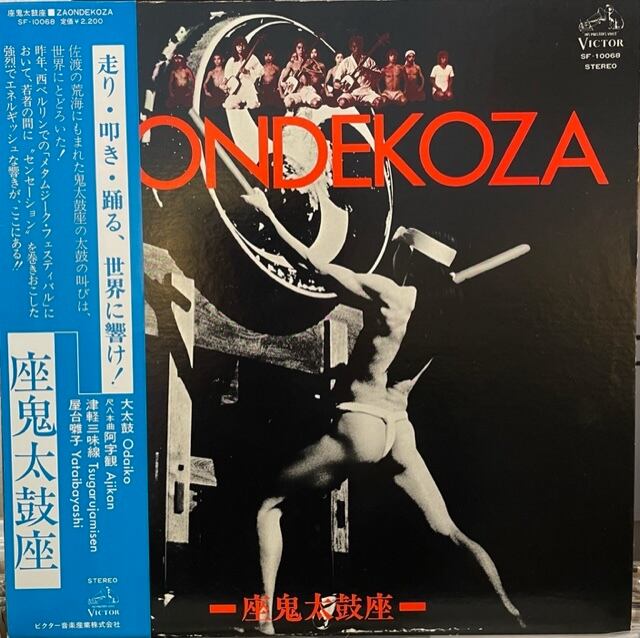 座鬼太鼓座■ZAONDEKOZA
SF-10068 定価¥2,200
走り・叩き・踊る、世界に響け!
佐渡の荒海にもまれた鬼太鼓座の太鼓の叫びは、
世界にとどろいた!
昨年、西ベルリンでの"メタムジーク・フェスティバル"に
おいて、若者の間に"センセーション"を巻きおこした
強烈でエネルギッシュな響きが、ここにある!!
座鬼太鼓座
大太鼓 Odaiko
尺八本曲 阿字観 Ajikan
津軽三味線 Tsugarujamisen
屋台囃子 Yataibayashi
STEREO
VICTOR
ビクター音楽産業株式会社
VICTOR
SF-10068
STEREO
ONDEKOZA
ー座鬼太鼓座ー